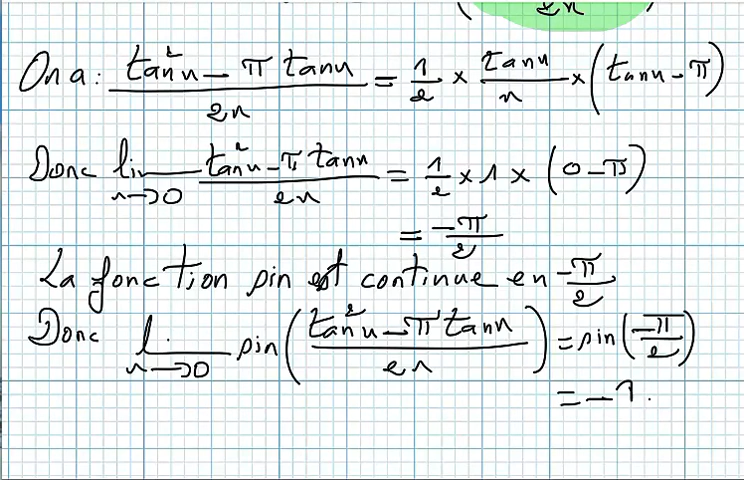 2x
On a : (tan²x - π tanx)/2x = 1/2 × tanx/x × (tanx - π)
Donc lim x→0 (tan²x - π tanx)/2x = 1/2 × 1 × (0 - π)
= -π/2
La fonction sin est continue en -π/2
Donc lim x→0 sin((tan²x - π tanx)/2x) = sin(-π/2)
= -1.